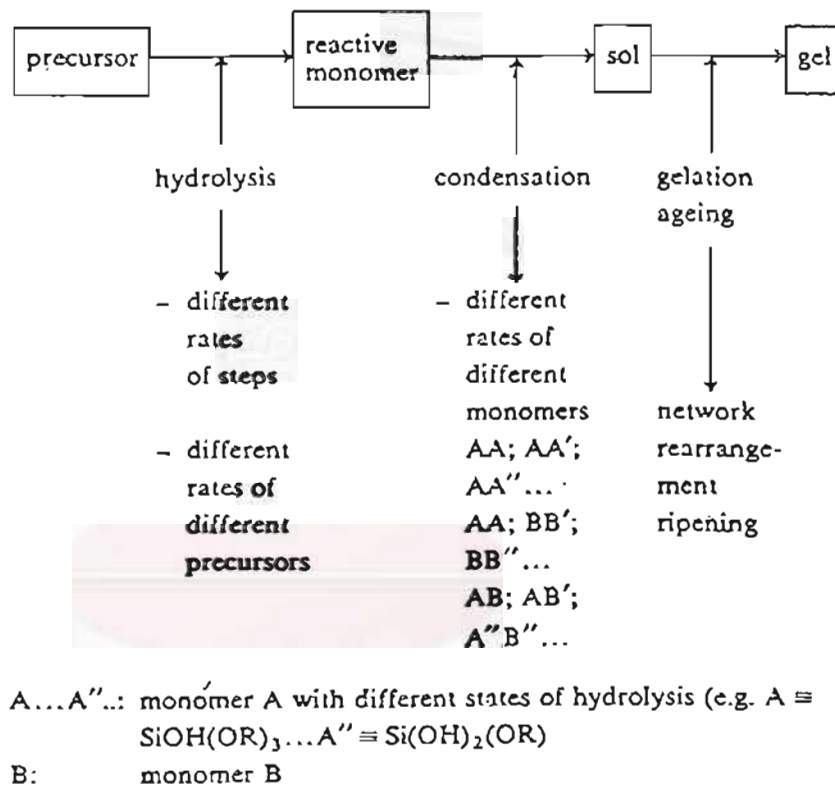 precursor
reactive
monomer
sol
gel
hydrolysis
condensation
gelation
ageing
– different
rates
of steps
– different
rates of
different
precursors
– different
rates of
different
monomers
AA; AA′;
AA″...
AA; BB′;
BB″...
AB; AB′;
A″B″...
network
rearrange-
ment
ripening
A...A″..: monomer A with different states of hydrolysis (e.g. A ≡
SiOH(OR)₃...A″ ≡ Si(OH)₂(OR)
B: monomer B